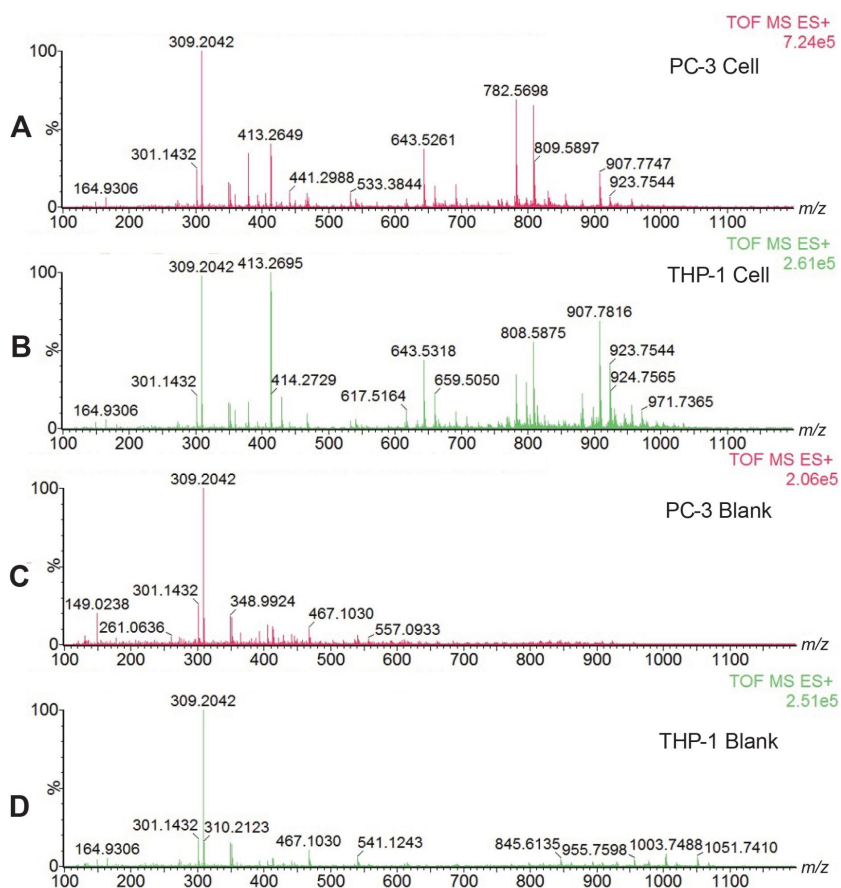 TOF MS ES+
7.24e5
PC-3 Cell
A
100
%
0
309.2042
782.5698
413.2649
643.5261
809.5897
301.1432
907.7747
441.2988
923.7544
164.9306
533.3844
100 200 300 400 500 600 700 800 900 1000 1100 m/z
TOF MS ES+
2.61e5
THP-1 Cell
B
100
%
0
309.2042
413.2695
907.7816
808.5875
643.5318
923.7544
301.1432
659.5050
924.7565
414.2729
617.5164
971.7365
164.9306
100 200 300 400 500 600 700 800 900 1000 1100 m/z
TOF MS ES+
2.06e5
PC-3 Blank
C
100
%
0
309.2042
301.1432
149.0238
348.9924
261.0636
467.1030
557.0933
100 200 300 400 500 600 700 800 900 1000 1100 m/z
TOF MS ES+
2.51e5
THP-1 Blank
D
100
%
0
309.2042
301.1432
310.2123
164.9306
467.1030
541.1243
845.6135
955.7598
1003.7488
1051.7410
100 200 300 400 500 600 700 800 900 1000 1100 m/z